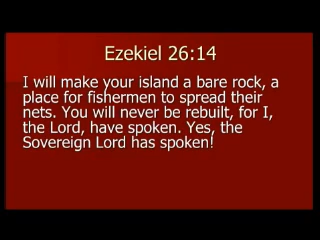 Ezekiel 26:14
I will make your island a bare rock, a
place for fishermen to spread their
nets. You will never be rebuilt, for I,
the Lord, have spoken. Yes, the
Sovereign Lord has spoken!